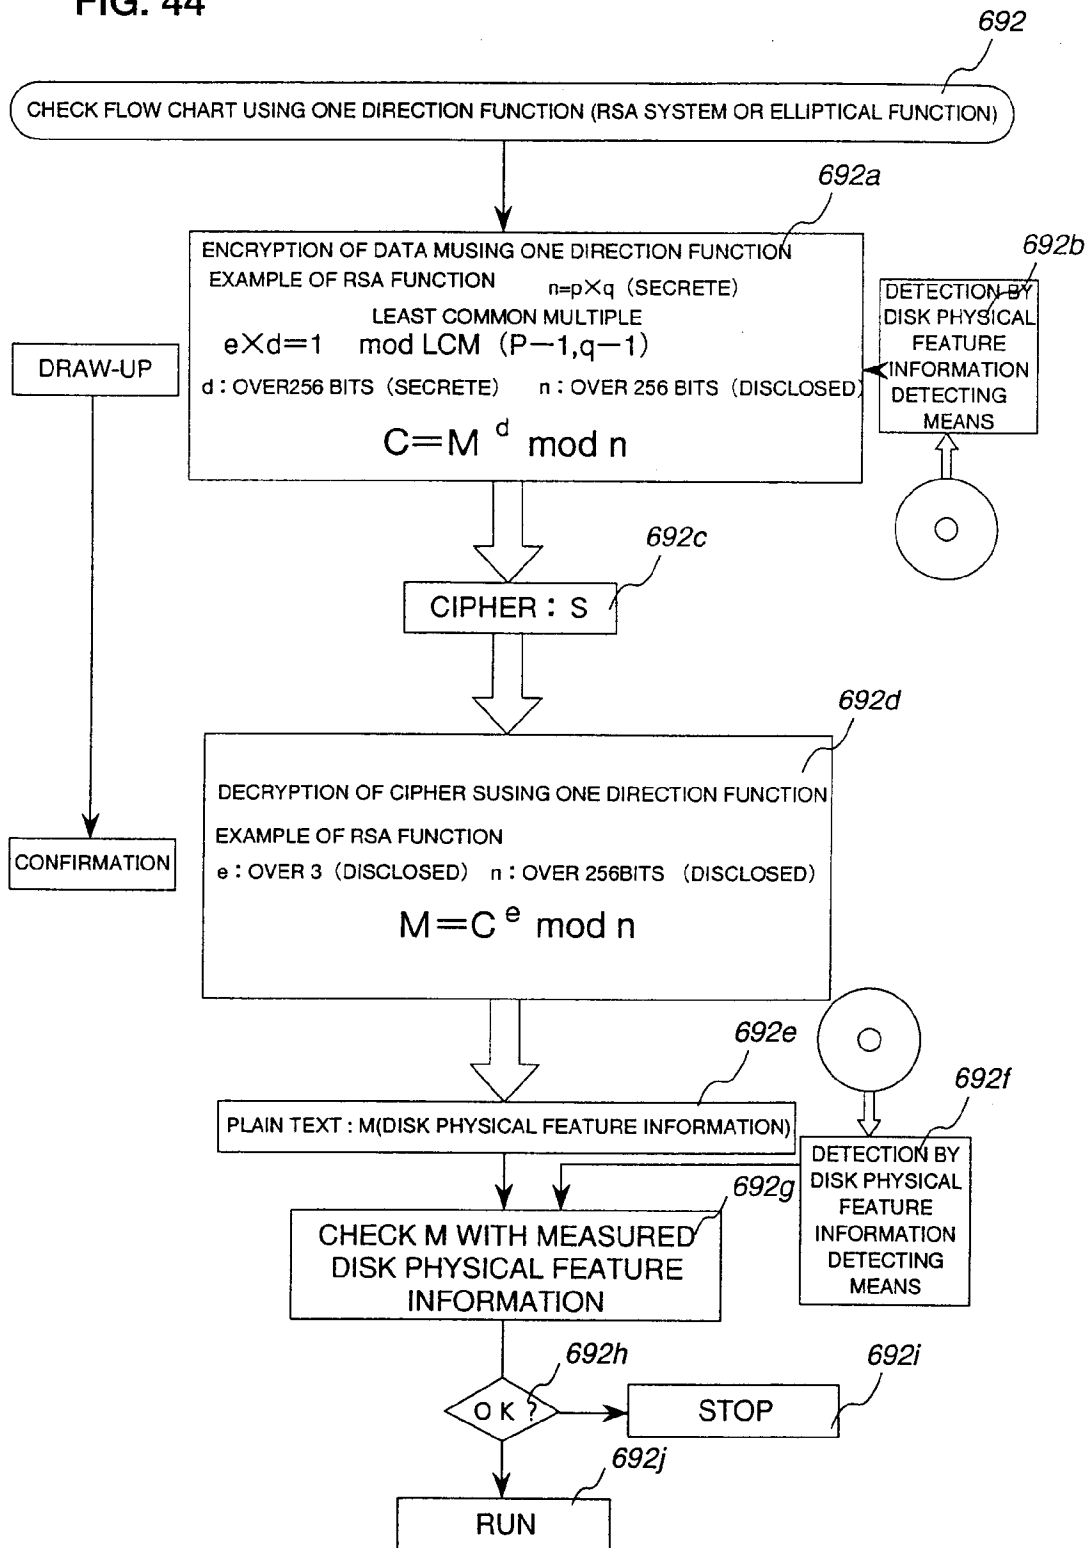 FIG. 44
692
CHECK FLOW CHART USING ONE DIRECTION FUNCTION (RSA SYSTEM OR ELLIPTICAL FUNCTION)
692a
ENCRYPTION OF DATA MUSING ONE DIRECTION FUNCTION
EXAMPLE OF RSA FUNCTION n=p×q (SECRETE)
LEAST COMMON MULTIPLE
e×d=1 mod LCM (P−1,q−1)
d : OVER256 BITS (SECRETE) n : OVER 256 BITS (DISCLOSED)
C=M^d mod n
692b
DETECTION BY
DISK PHYSICAL
FEATURE
INFORMATION
DETECTING
MEANS
DRAW-UP
692c
CIPHER : S
692d
DECRYPTION OF CIPHER SUSING ONE DIRECTION FUNCTION
EXAMPLE OF RSA FUNCTION
e : OVER 3 (DISCLOSED) n : OVER 256BITS (DISCLOSED)
M=C^e mod n
CONFIRMATION
692e
PLAIN TEXT : M(DISK PHYSICAL FEATURE INFORMATION)
692f
DETECTION BY
DISK PHYSICAL
FEATURE
INFORMATION
DETECTING
MEANS
692g
CHECK M WITH MEASURED
DISK PHYSICAL FEATURE
INFORMATION
692h
OK ?
692i
STOP
692j
RUN